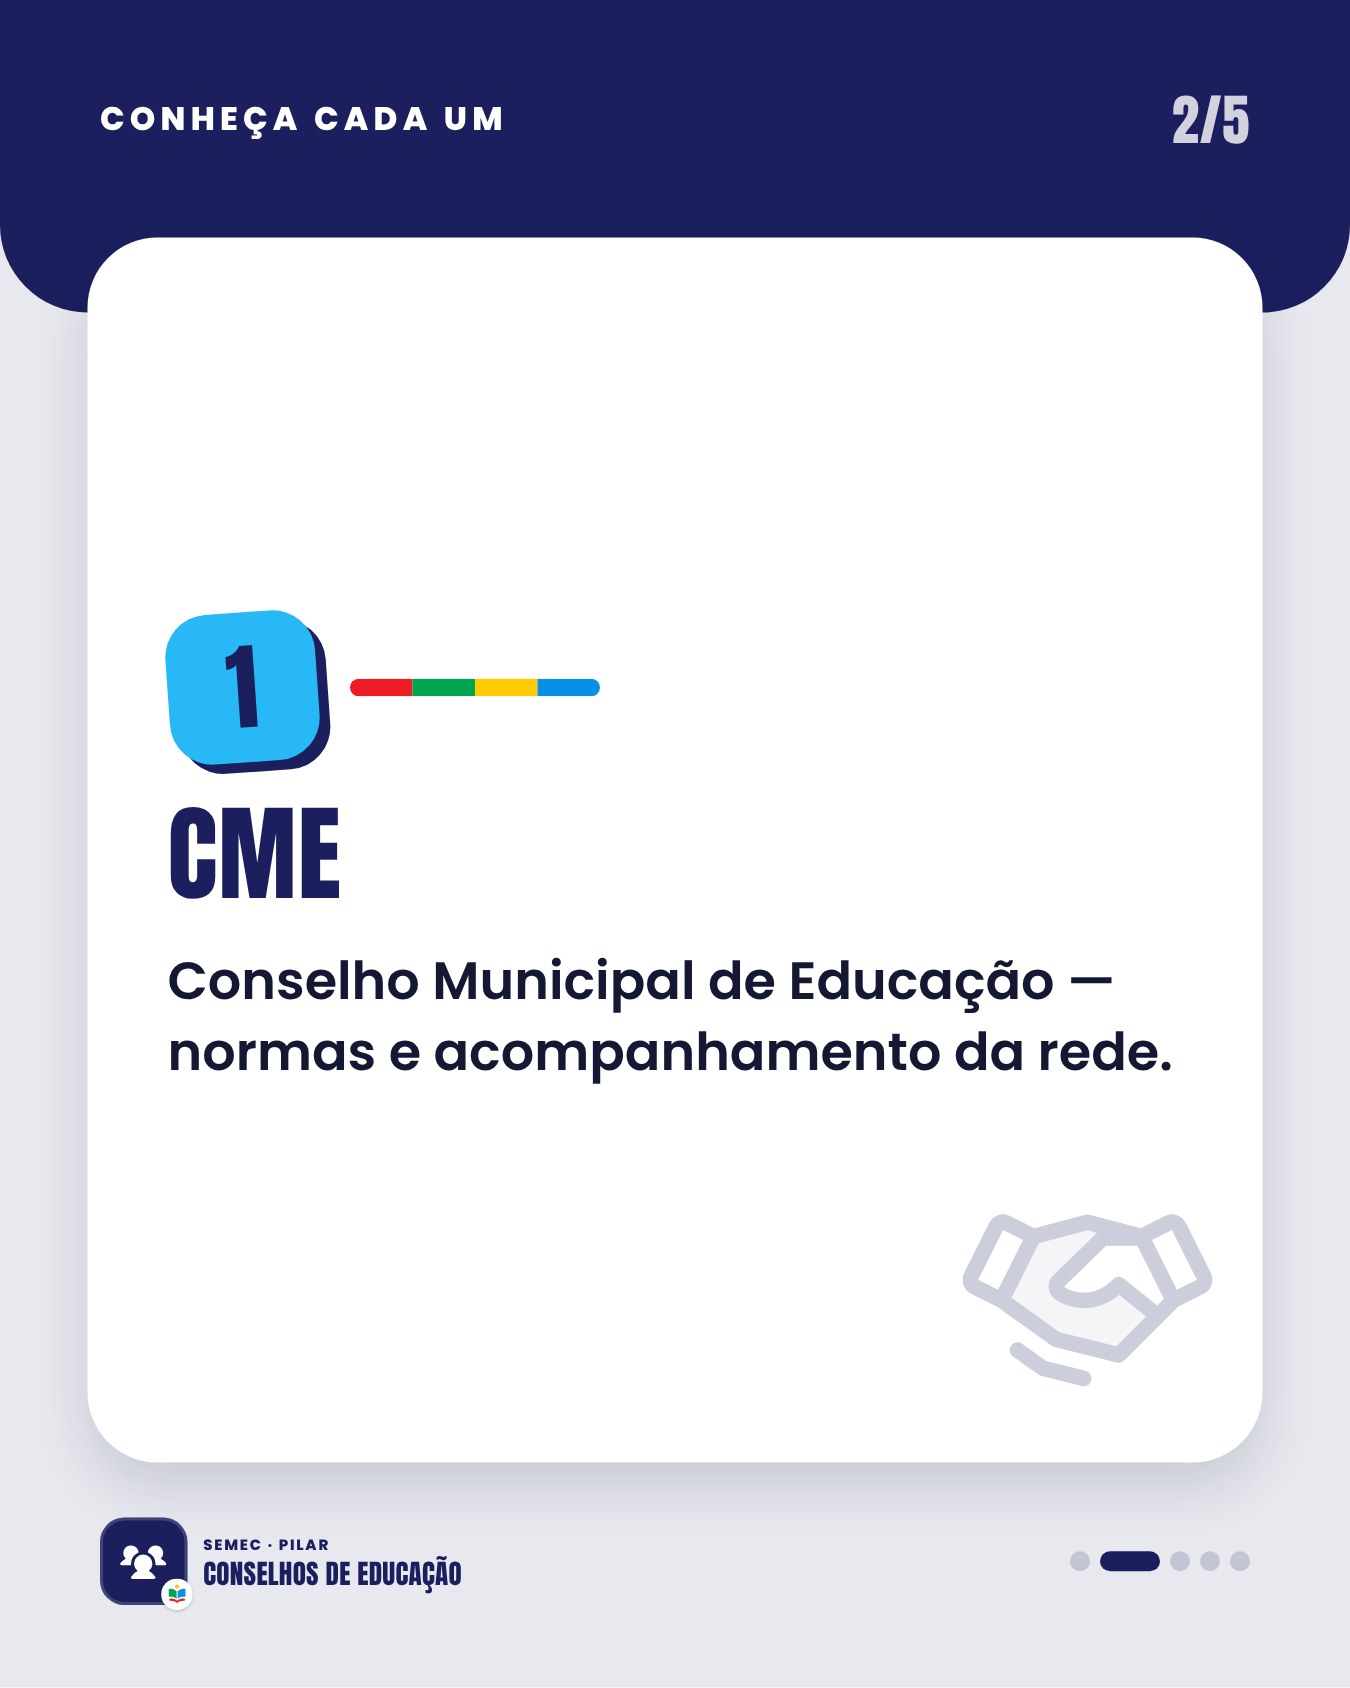 CONHEÇA CADA UM
2/5
1
CME
Conselho Municipal de Educação —
normas e acompanhamento da rede.
SEMEC · PILAR
CONSELHOS DE EDUCAÇÃO